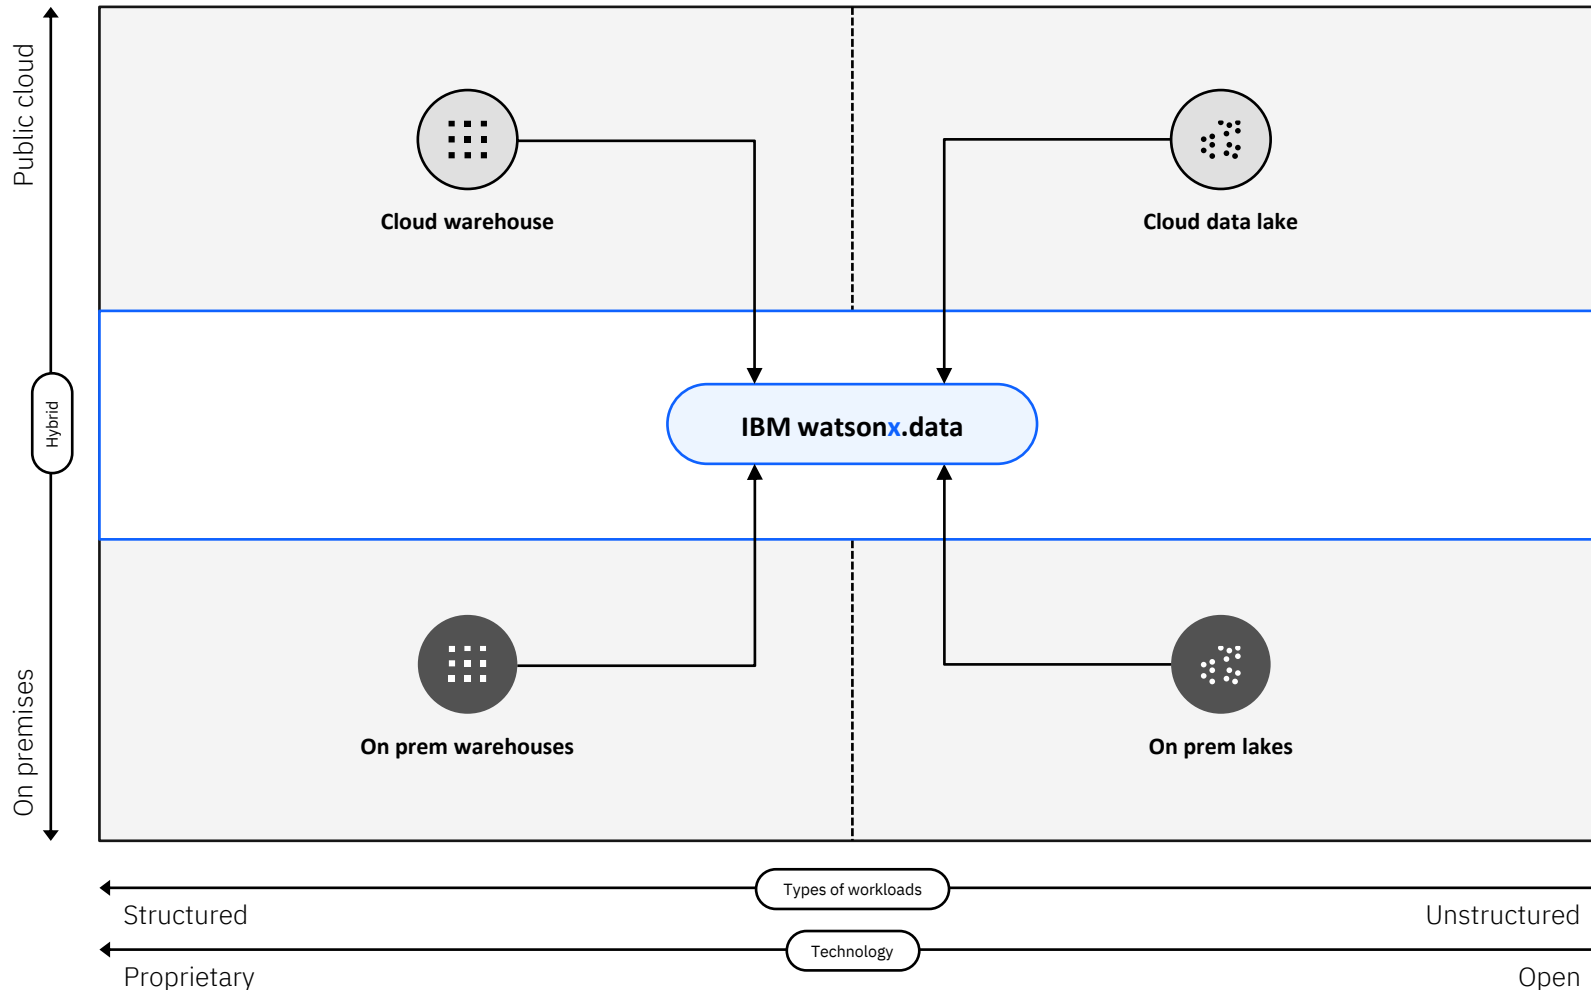 Public cloud
Cloud warehouse
Cloud data lake
Hybrid
IBM watsonx.data
On premises
On prem warehouses
On prem lakes
Types of workloads
Structured
Unstructured
Technology
Proprietary
Open